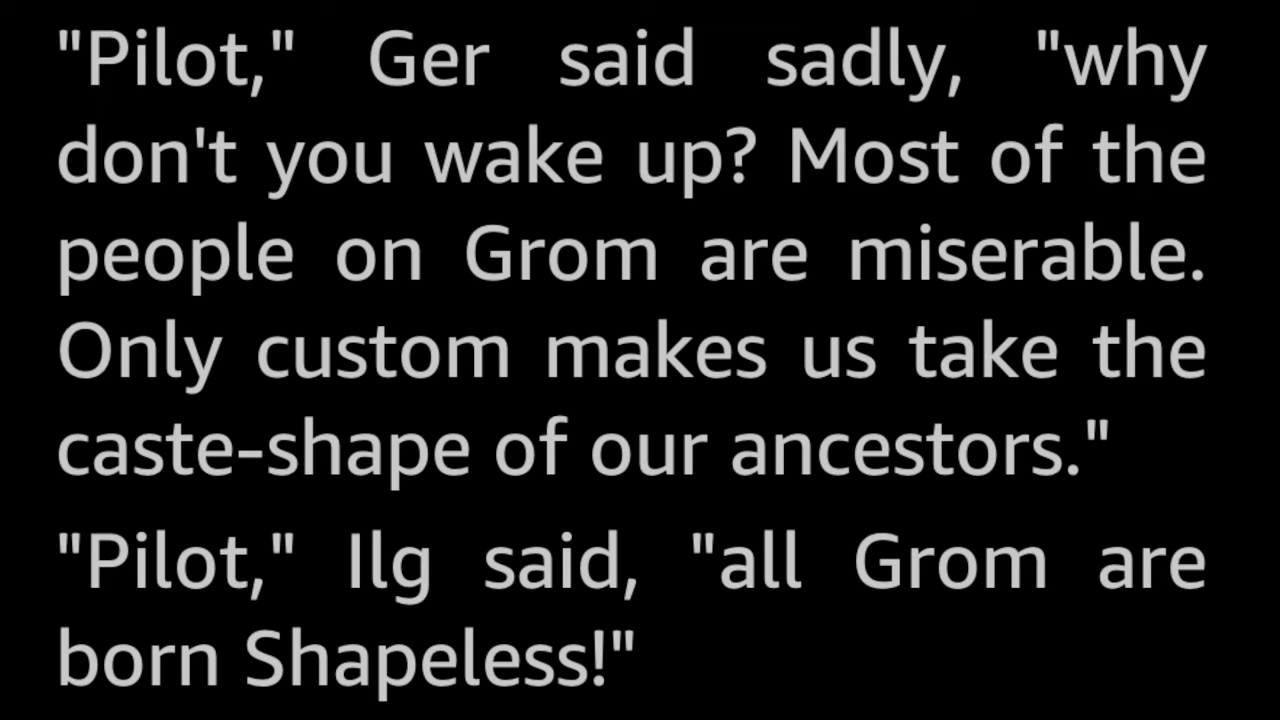 "Pilot," Ger said sadly, "why
don't you wake up? Most of the
people on Grom are miserable.
Only custom makes us take the
caste-shape of our ancestors."
"Pilot," Ilg said, "all Grom are
born Shapeless!"